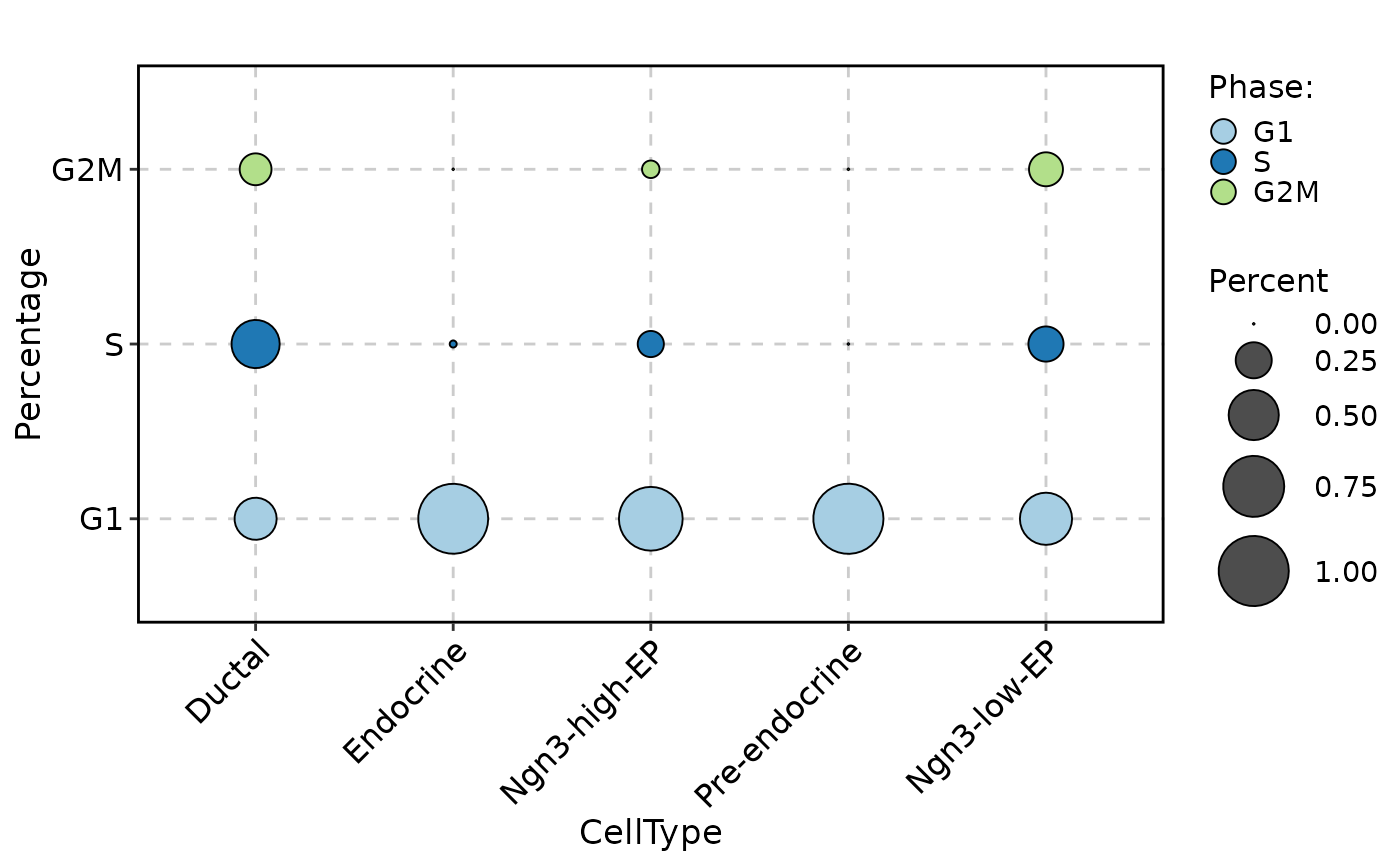 Percentage
G2M
S
G1
Ductal
Endocrine
Ngn3-high-EP
Pre-endocrine
Ngn3-low-EP
CellType
Phase:
G1
S
G2M
Percent
0.00
0.25
0.50
0.75
1.00